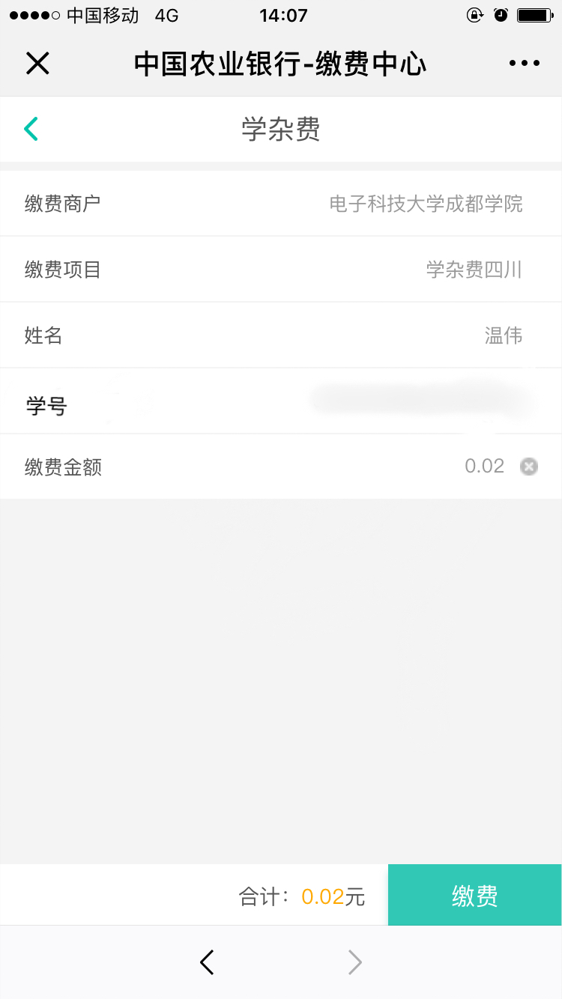 中国移动 4G 14:07
中国农业银行-缴费中心
学杂费
缴费商户 电子科技大学成都学院
缴费项目 学杂费四川
姓名 温伟
学号
缴费金额 0.02
合计：0.02元 缴费